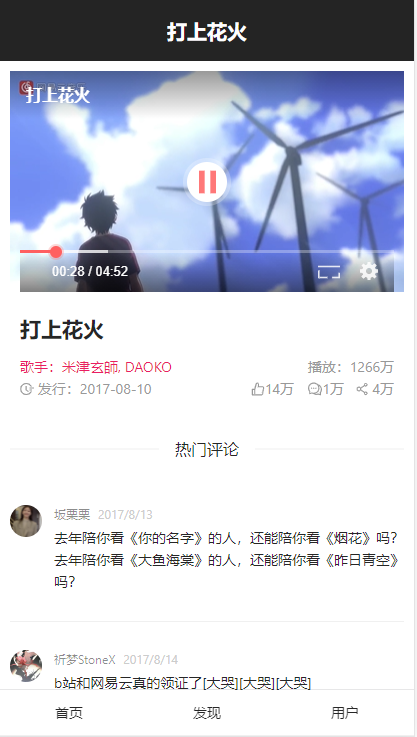 打上花火
打上花火
00:28 / 04:52
打上花火
歌手：米津玄師, DAOKO 播放：1266万
发行：2017-08-10 14万 1万 4万
热门评论
坂栗栗 2017/8/13
去年陪你看《你的名字》的人，还能陪你看《烟花》吗？
去年陪你看《大鱼海棠》的人，还能陪你看《昨日青空》
吗?
祈梦StoneX 2017/8/14
b站和网易云真的领证了[大哭][大哭][大哭]
首页 发现 用户